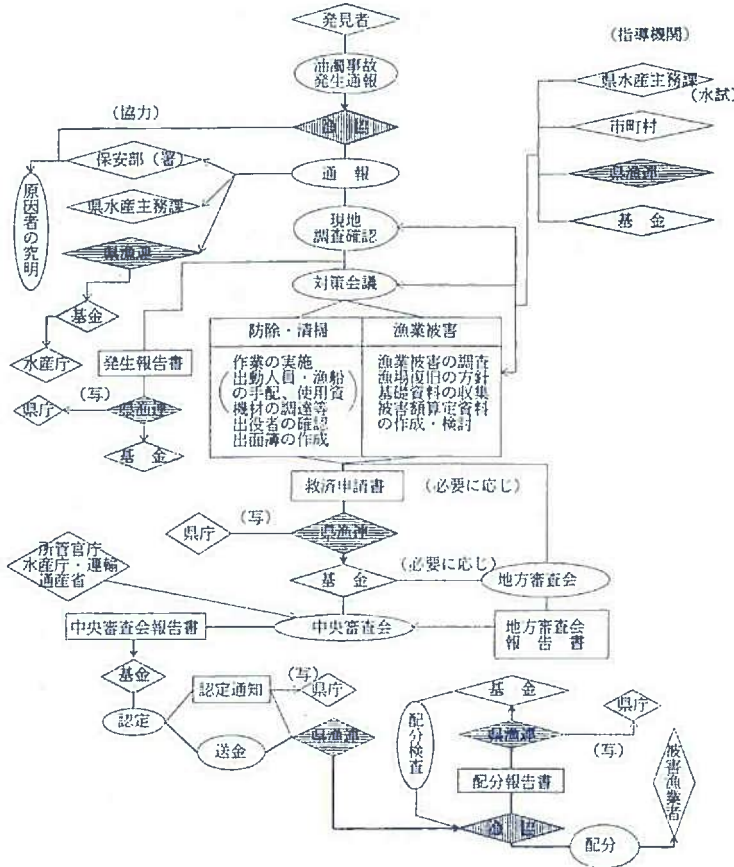 発見者
(指導機関)
油濁事故
発生通報
県水産主務課
(水試)
(協力)
漁協
市町村
保安部(署)
通報
県漁連
原因者の究明
県水産主務課
現地
調査確認
基金
県漁連
対策会議
基金
防除・清掃
漁業被害
水産庁
発生報告書
作業の実施
(出動人員・漁船
の手配、使用資
機材の調達等)
出役者の確認
出面簿の作成
漁業被害の調査
漁場復旧の方針
基礎資料の収集
被害額算定資料
の作成・検討
(写)
県庁
県漁連
基金
救済申請書
(必要に応じ)
(写)
県庁
県漁連
所管官庁
水産庁・運輸
通産省
(必要に応じ)
基金
地方審査会
中央審査会報告書
中央審査会
地方審査会
報告書
基金
認定通知
(写)
県庁
基金
県庁
認定
配分検査
県漁連
(写)
送金
県漁連
被害漁業者
配分報告書
漁協
配分